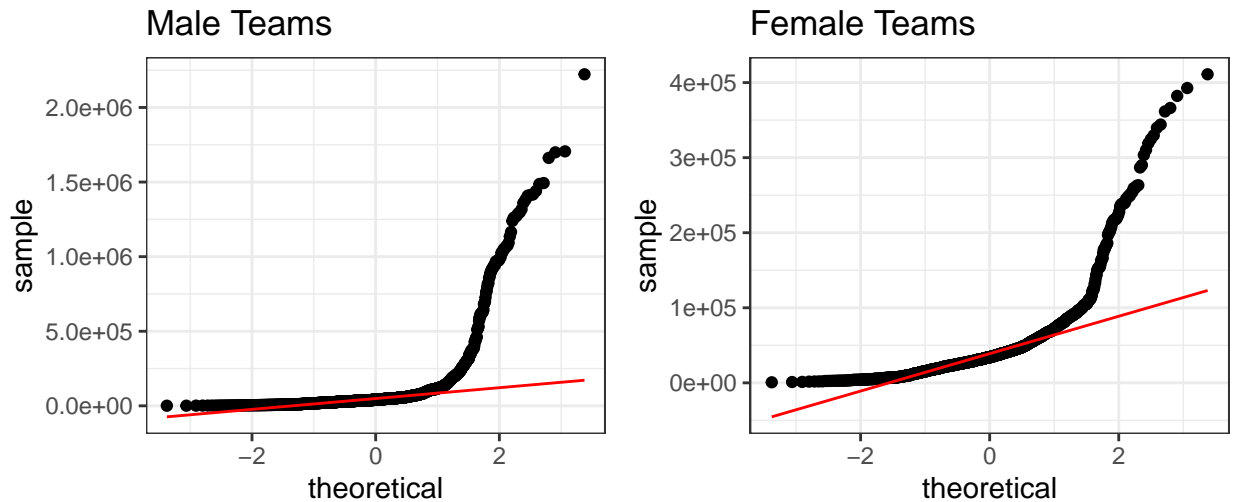 Male Teams
2.0e+06
1.5e+06
1.0e+06
5.0e+05
0.0e+00
sample
−2
0
2
theoretical
Female Teams
4e+05
3e+05
2e+05
1e+05
0e+00
sample
−2
0
2
theoretical